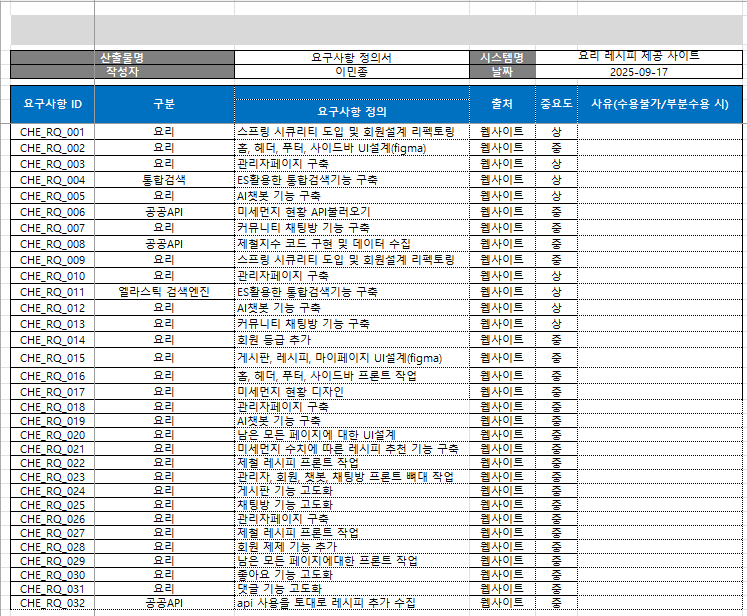 산출물명 요구사항 정의서 시스템명 요리 레시피 제공 사이트
작성자 이민종 날짜 2025-09-17
요구사항 ID 구분 요구사항 정의 출처 중요도 사유(수용불가/부분수용 시)
CHE_RQ_001 요리 스프링 시큐리티 도입 및 회원설계 리펙토링 웹사이트 상
CHE_RQ_002 요리 홈, 헤더, 푸터, 사이드바 UI설계(figma) 웹사이트 중
CHE_RQ_003 요리 관리자페이지 구축 웹사이트 상
CHE_RQ_004 통합검색 ES활용한 통합검색기능 구축 웹사이트 상
CHE_RQ_005 요리 AI챗봇 기능 구축 웹사이트 상
CHE_RQ_006 공공API 미세먼지 현황 API불러오기 웹사이트 중
CHE_RQ_007 요리 커뮤니티 채팅방 기능 구축 웹사이트 중
CHE_RQ_008 공공API 제철지수 코드 구현 및 데이터 수집 웹사이트 중
CHE_RQ_009 요리 스프링 시큐리티 도입 및 회원설계 리펙토링 웹사이트 중
CHE_RQ_010 요리 관리자페이지 구축 웹사이트 상
CHE_RQ_011 엘라스틱 검색엔진 ES활용한 통합검색기능 구축 웹사이트 상
CHE_RQ_012 요리 AI챗봇 기능 구축 웹사이트 상
CHE_RQ_013 요리 커뮤니티 채팅방 기능 구축 웹사이트 상
CHE_RQ_014 요리 회원 등급 추가 웹사이트 중
CHE_RQ_015 요리 게시판, 레시피, 마이페이지 UI설계(figma) 웹사이트 중
CHE_RQ_016 요리 홈, 헤더, 푸터, 사이드바 프론트 작업 웹사이트 중
CHE_RQ_017 요리 미세먼지 현황 디자인 웹사이트 중
CHE_RQ_018 요리 관리자페이지 구축 웹사이트 중
CHE_RQ_019 요리 AI챗봇 기능 구축 웹사이트 중
CHE_RQ_020 요리 남은 모든 페이지에 대한 UI설계 웹사이트 중
CHE_RQ_021 요리 미세먼지 수치에 따른 레시피 추천 기능 구축 웹사이트 중
CHE_RQ_022 요리 제철 레시피 프론트 작업 웹사이트 중
CHE_RQ_023 요리 관리자, 회원, 챗봇, 채팅방 프론트 뼈대 작업 웹사이트 중
CHE_RQ_024 요리 게시판 기능 고도화 웹사이트 중
CHE_RQ_025 요리 채팅방 기능 고도화 웹사이트 중
CHE_RQ_026 요리 관리자페이지 구축 웹사이트 중
CHE_RQ_027 요리 제철 레시피 프론트 작업 웹사이트 중
CHE_RQ_028 요리 회원 제제 기능 추가 웹사이트 중
CHE_RQ_029 요리 남은 모든 페이지에대한 프론트 작업 웹사이트 중
CHE_RQ_030 요리 좋아요 기능 고도화 웹사이트 중
CHE_RQ_031 요리 댓글 기능 고도화 웹사이트 중
CHE_RQ_032 공공API api 사용을 토대로 레시피 추가 수집 웹사이트 중